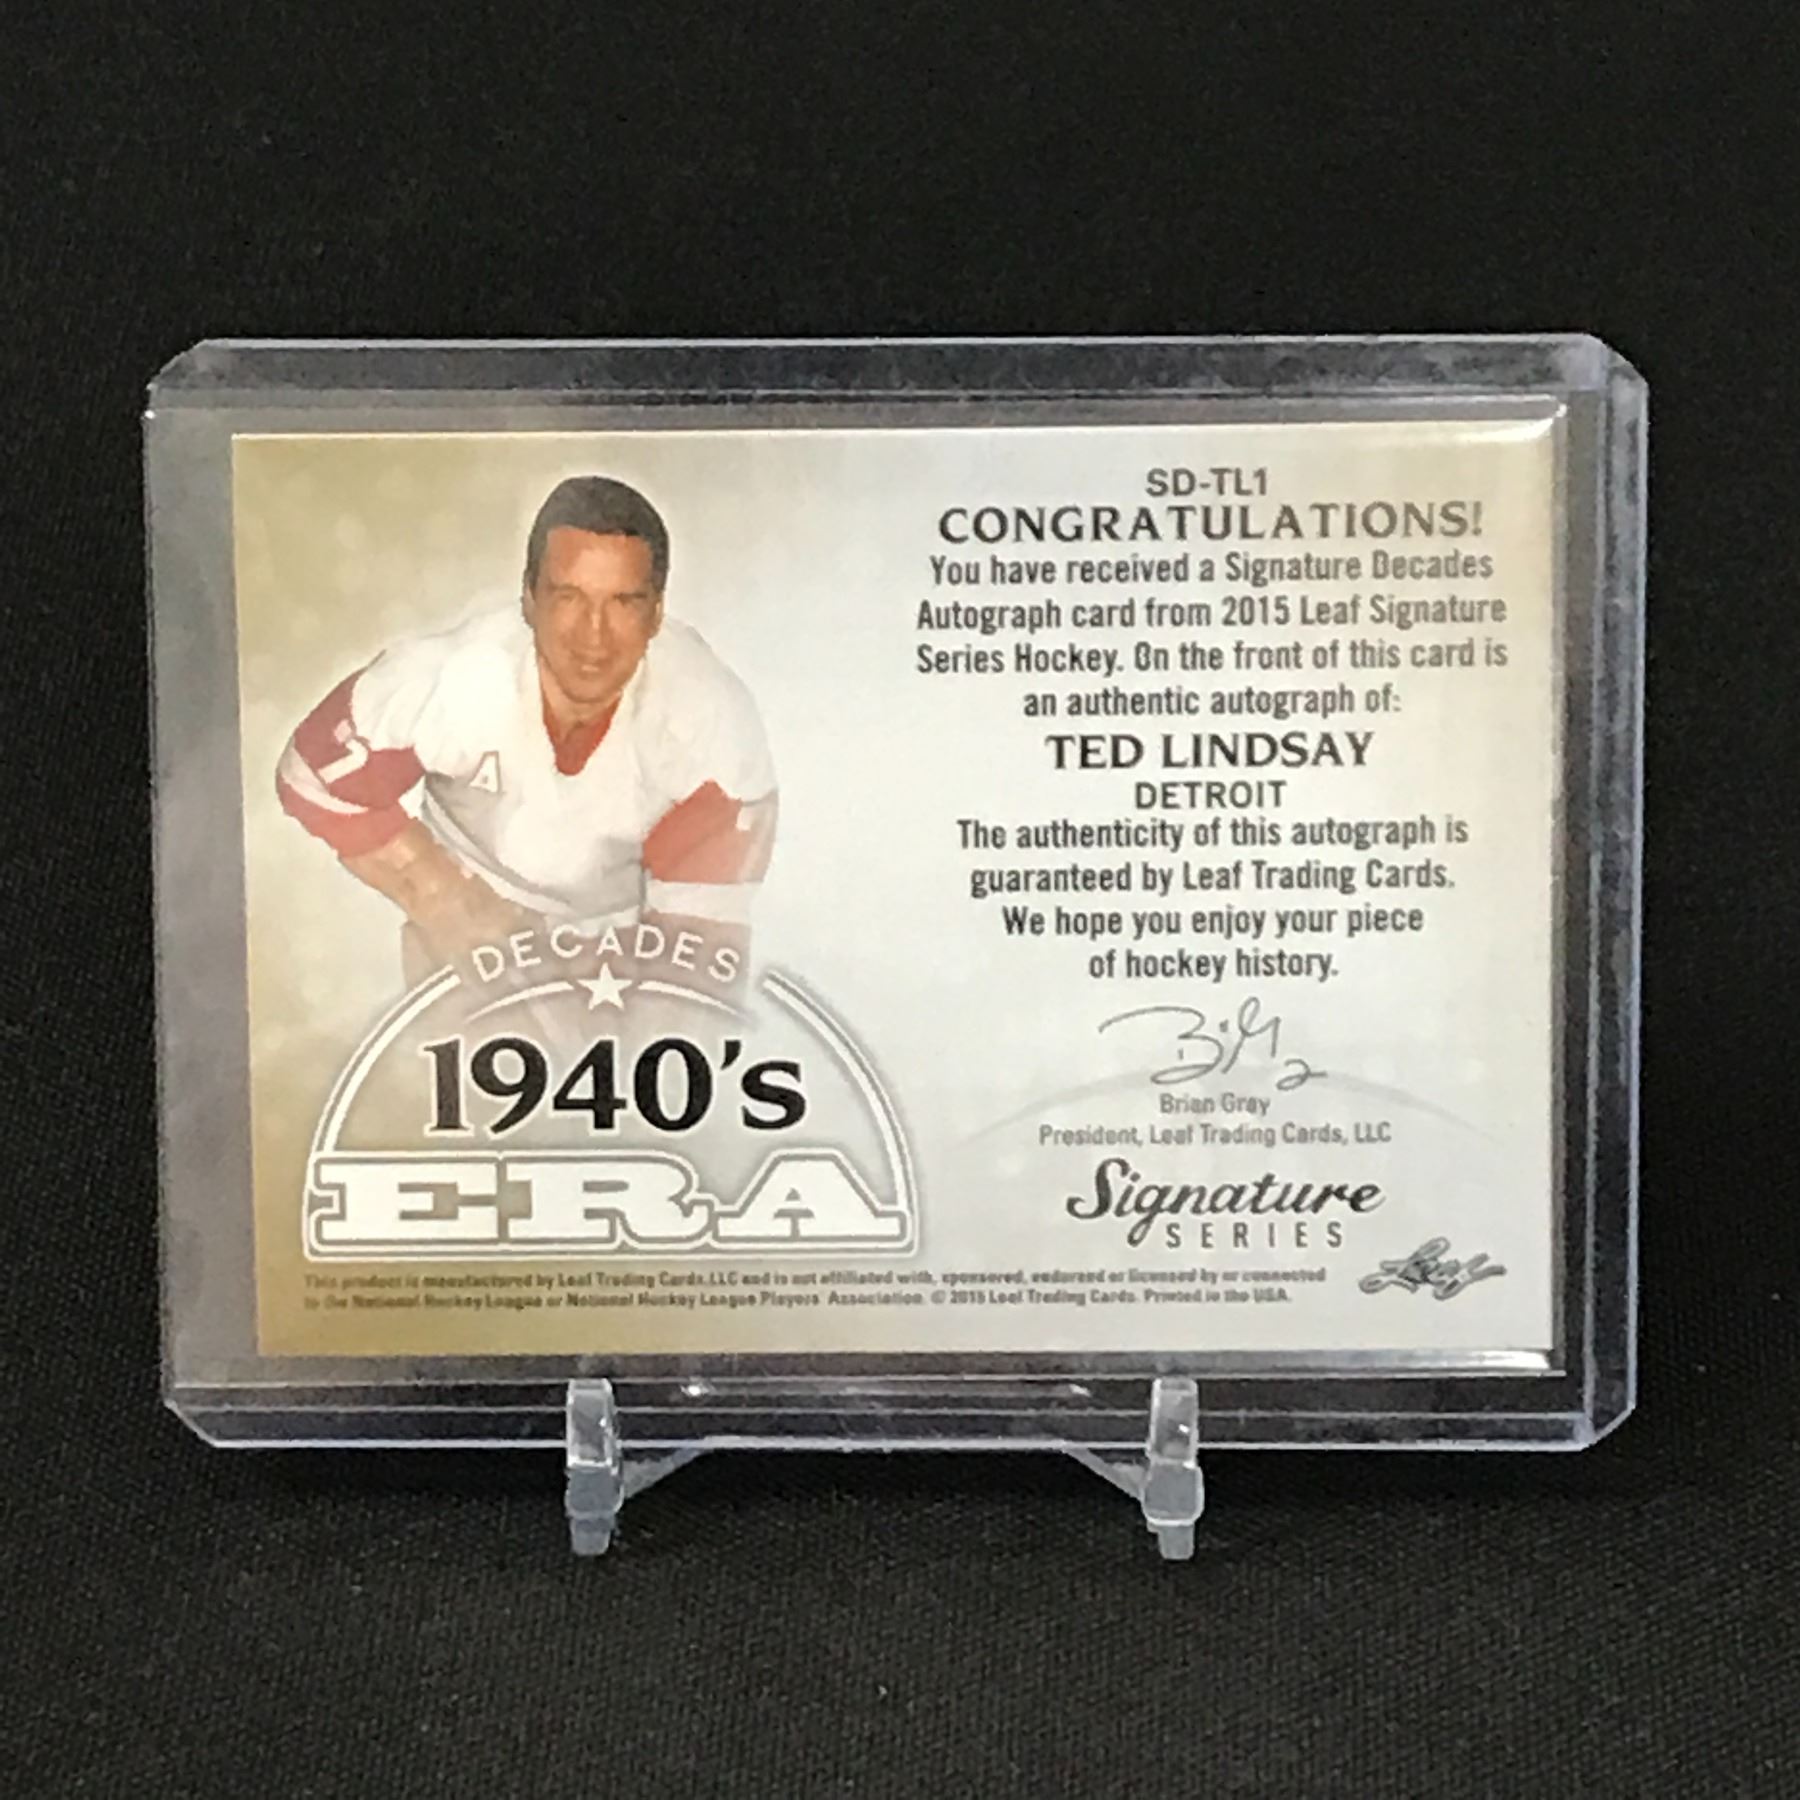 SD-TL1
CONGRATULATIONS!
You have received a Signature Decades
Autograph card from 2015 Leaf Signature
Series Hockey. On the front of this card is
an authentic autograph of:
TED LINDSAY
DETROIT
The authenticity of this autograph is
guaranteed by Leaf Trading Cards.
We hope you enjoy your piece
of hockey history.
Brian Gray
President, Leaf Trading Cards, LLC
Signature
SERIES
Leaf
7
A
DECADES
1940's
ERA
This product is manufactured by Leaf Trading Cards, LLC and is not affiliated with, sponsored, endorsed or licensed by or connected
to the National Hockey League or National Hockey League Players' Association. © 2015 Leaf Trading Cards. Printed in the USA.